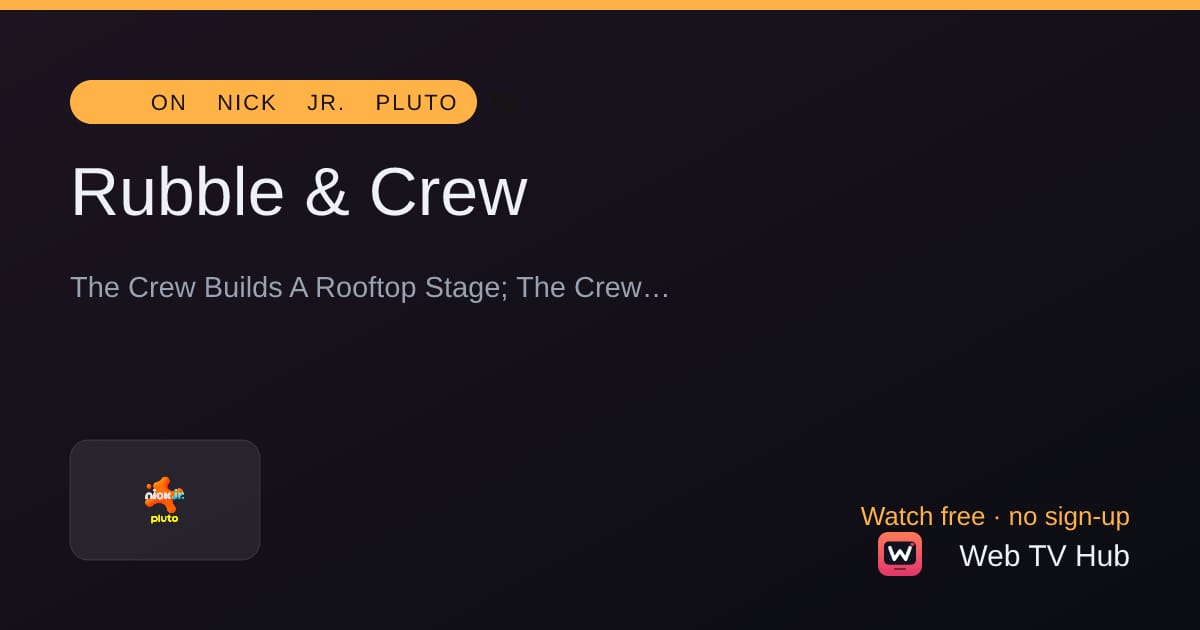 ON NICK JR. PLUTO
Rubble & Crew
The Crew Builds A Rooftop Stage; The Crew…
nick jr.
pluto
Watch free · no sign-up
W
Web TV Hub